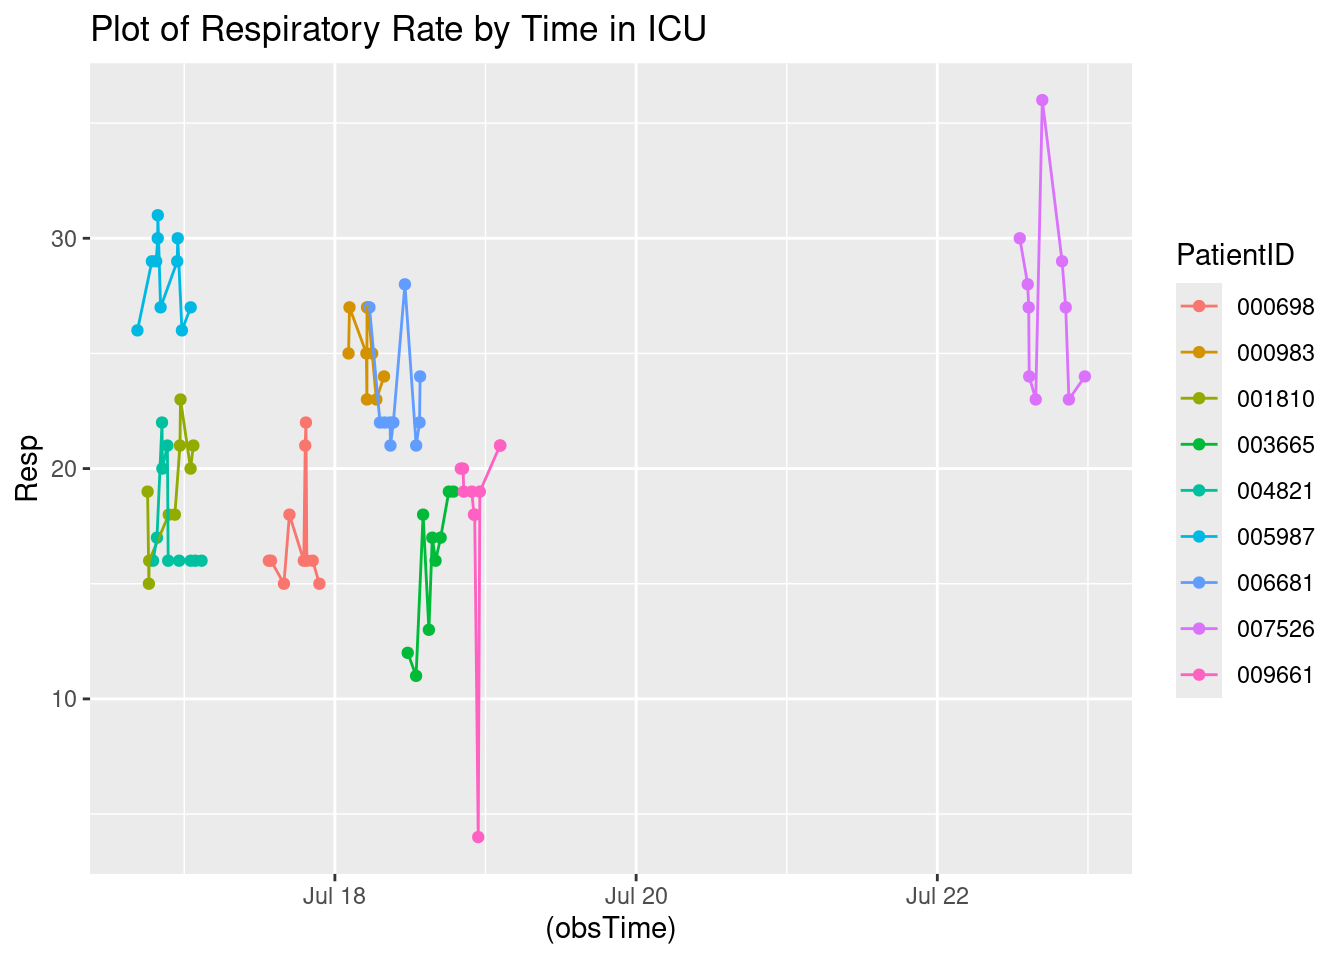 Plot of Respiratory Rate by Time in ICU
30
20
10
Resp
Jul 18
Jul 20
Jul 22
(obsTime)
PatientID
000698
000983
001810
003665
004821
005987
006681
007526
009661